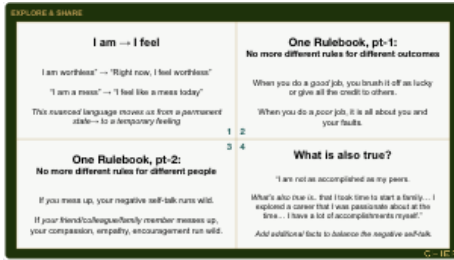 EXPLORE & SHARE
I am → I feel
I am worthless" → "Right now, I feel worthless"
"I am a mess" → "I feel like a mess today"
This nuanced language moves us from a permanent
state→ to a temporary feeling
1
One Rulebook, pt-1:
No more different rules for different outcomes
When you do a good job, you brush it off as lucky
or give all the credit to others.
When you do a poor job, it is all about you and
your faults.
2
3
One Rulebook, pt-2:
No more different rules for different people
If you mess up, your negative self-talk runs wild.
If your friend/colleague/family member messes up,
your compassion, empathy, encouragement run wild.
4
What is also true?
"I am not as accomplished as my peers.
What's also true is.. that I took time to start a family... I
explored a career that I was passionate about at the
time... I have a lot of accomplishments myself."
Add additional facts to balance the negative self-talk.